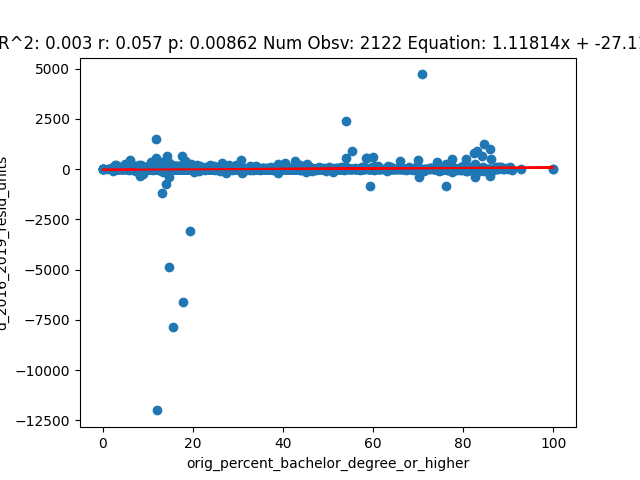 R^2: 0.003 r: 0.057 p: 0.00862 Num Obsv: 2122 Equation: 1.11814x + -27.1
5000
2500
0
−2500
−5000
−7500
−10000
−12500
d_2016_2019_resid_units
0 20 40 60 80 100
orig_percent_bachelor_degree_or_higher